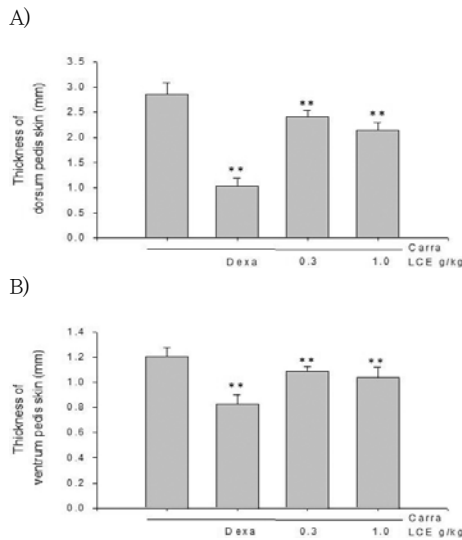 A)
Thickness of
dorsum pedis skin (mm)
3.5
3.0
2.5
2.0
1.5
1.0
0.5
0.0
**
**
**
Carra
Dexa 0.3 1.0 LCE g/kg
B)
Thickness of
ventrum pedis skin (mm)
1.4
1.2
1.0
0.8
0.6
0.4
0.2
0.0
**
**
**
Carra
Dexa 0.3 1.0 LCE g/kg